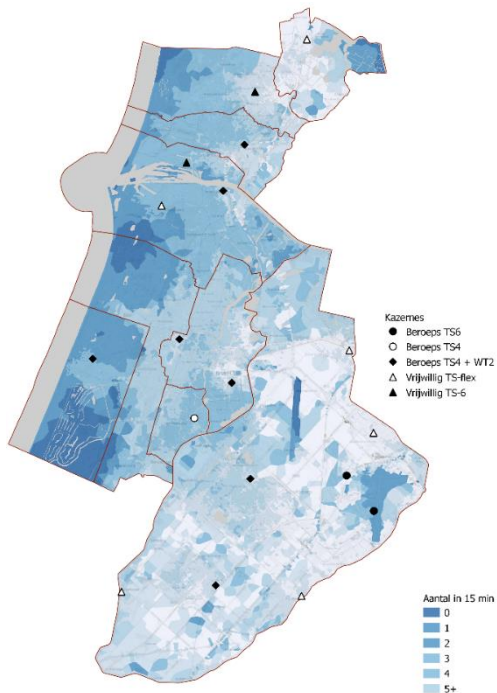 Kazernes
Beroeps TS6
Beroeps TS4
Beroeps TS4 + WT2
Vrijwillig TS-flex
Vrijwillig TS-6
Aantal in 15 min
0
1
2
3
4
5+